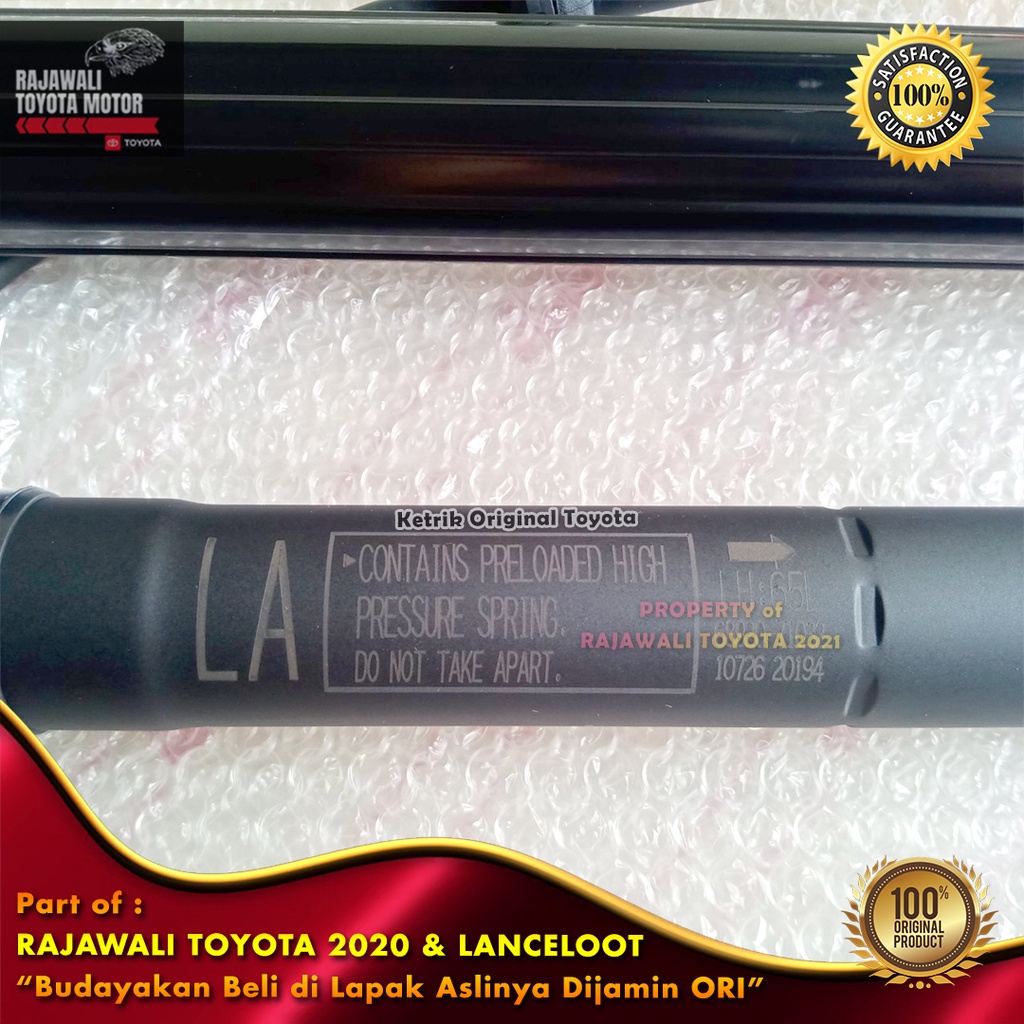 RAJAWALI
TOYOTA MOTOR
TOYOTA
SATISFACTION
100%
GUARANTEE
Ketrik Original Toyota
LA
CONTAINS PRELOADED HIGH
PRESSURE SPRING.
DO NOT TAKE APART.
LH:65L
PROPERTY of
RAJAWALI TOYOTA 2021
10726 20194
Part of :
RAJAWALI TOYOTA 2020 & LANCELOOT
“Budayakan Beli di Lapak Aslinya Dijamin ORI”
100%
ORIGINAL
PRODUCT